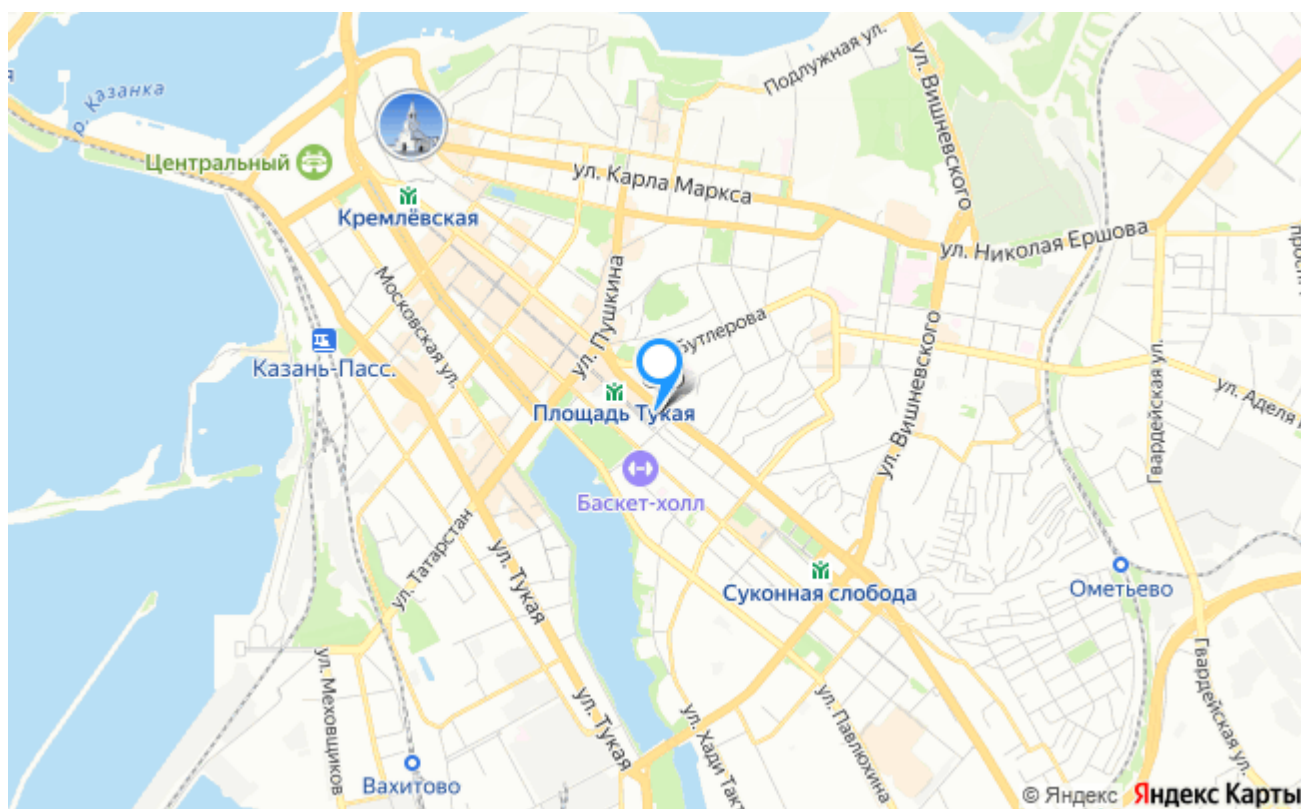 Подлужная ул.
ул. Вишневского
р. Казанка
Центральный
ул. Карла Маркса
Кремлёвская
ул. Николая Ершова
Московская ул.
ул. Пушкина
Бутлерова
Казань-Пасс.
ул. Вишневского
Гвардейская ул.
ул. Аделя К
Площадь Тукая
Баскет-холл
ул. Татарстан
ул. Тукая
Суконная слобода
Ометьево
ул. Меховщиков
ул. Тукая
ул. Хади Такт
ул. Павлюхина
Гвардейская ул.
Вахитово
© Яндекс Яндекс Карты